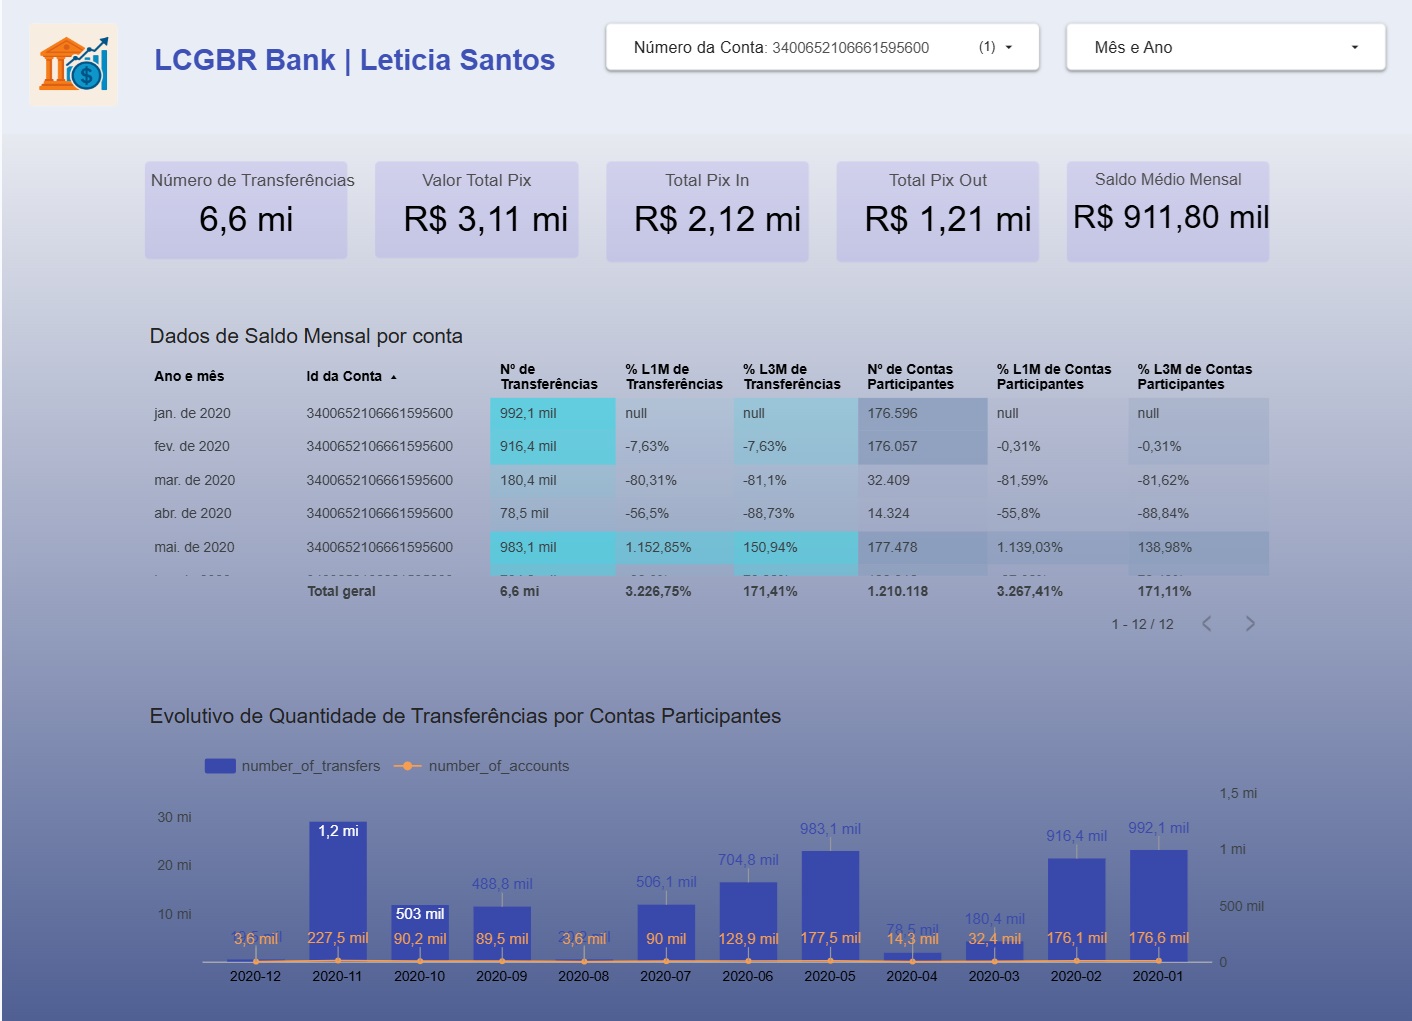 LCGBR Bank | Leticia Santos
Número da Conta: 3400652106661595600 (1)
Mês e Ano
Número de Transferências
6,6 mi
Valor Total Pix
R$ 3,11 mi
Total Pix In
R$ 2,12 mi
Total Pix Out
R$ 1,21 mi
Saldo Médio Mensal
R$ 911,80 mil
Dados de Saldo Mensal por conta
Ano e mês Id da Conta Nº de Transferências % L1M de Transferências % L3M de Transferências Nº de Contas Participantes % L1M de Contas Participantes % L3M de Contas Participantes
jan. de 2020 3400652106661595600 992,1 mil null null 176.596 null null
fev. de 2020 3400652106661595600 916,4 mil -7,63% -7,63% 176.057 -0,31% -0,31%
mar. de 2020 3400652106661595600 180,4 mil -80,31% -81,1% 32.409 -81,59% -81,62%
abr. de 2020 3400652106661595600 78,5 mil -56,5% -88,73% 14.324 -55,8% -88,84%
mai. de 2020 3400652106661595600 983,1 mil 1.152,85% 150,94% 177.478 1.139,03% 138,98%
Total geral 6,6 mi 3.226,75% 171,41% 1.210.118 3.267,41% 171,11%
1 - 12 / 12
Evolutivo de Quantidade de Transferências por Contas Participantes
number_of_transfers number_of_accounts
30 mi
20 mi
10 mi
1,5 mi
1 mi
500 mil
0
1,2 mi
503 mil
488,8 mil
506,1 mil
704,8 mil
983,1 mil
78,5 mil
180,4 mil
916,4 mil
992,1 mil
3,6 mil 227,5 mil 90,2 mil 89,5 mil 3,6 mil 90 mil 128,9 mil 177,5 mil 14,3 mil 32,4 mil 176,1 mil 176,6 mil
2020-12 2020-11 2020-10 2020-09 2020-08 2020-07 2020-06 2020-05 2020-04 2020-03 2020-02 2020-01